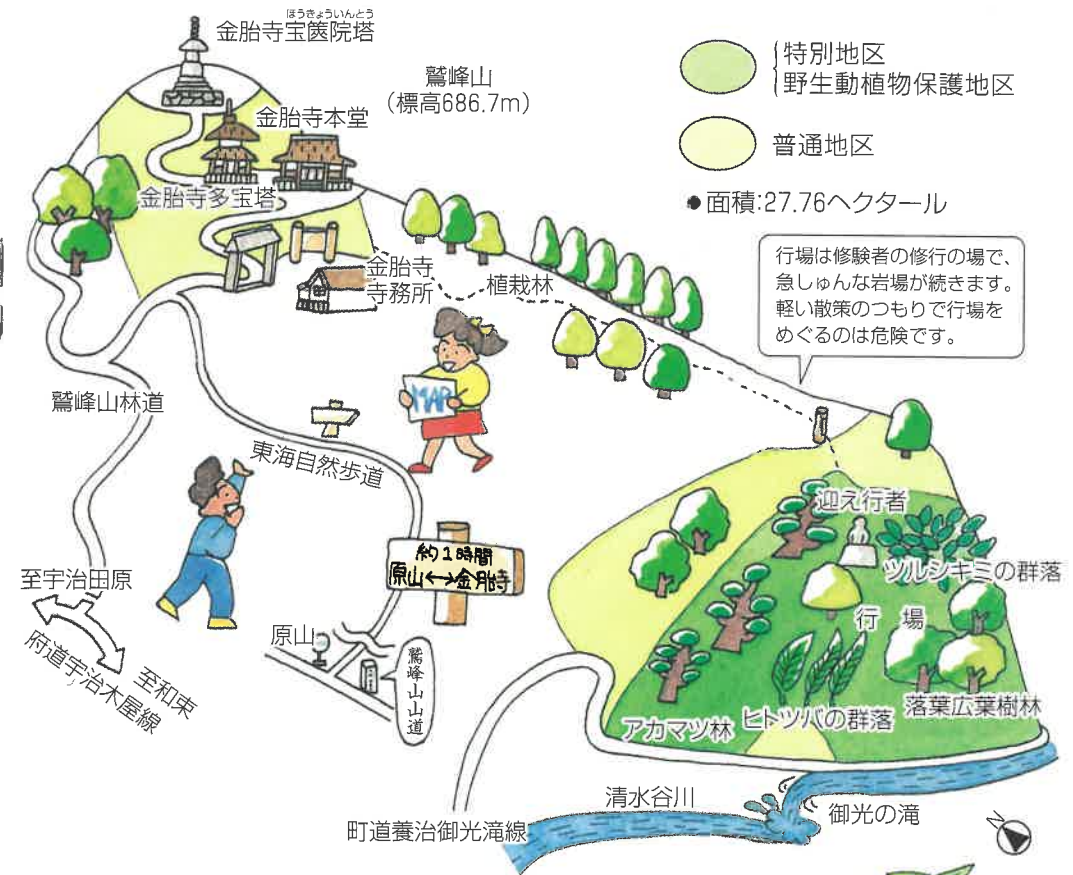 ほうきょういんとう
金胎寺宝篋院塔
鷲峰山
（標高686.7m）
金胎寺本堂
金胎寺多宝塔
特別地区
野生動植物保護地区
普通地区
●面積:27.76ヘクタール
行場は修験者の修行の場で、
急しゅんな岩場が続きます。
軽い散策のつもりで行場を
めぐるのは危険です。
金胎寺
寺務所
植栽林
MAP
鷲峰山林道
東海自然歩道
約1時間
原山↔金胎寺
至宇治田原
府道宇治木屋線
至和束
原山
鷲峰山山道
迎え行者
ツルシキミの群落
行場
落葉広葉樹林
ヒトツバの群落
アカマツ林
清水谷川
御光の滝
町道養治御光滝線
N